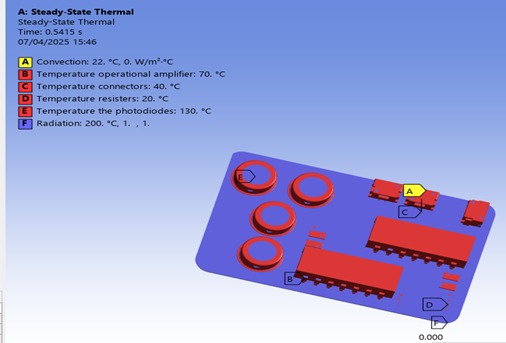 A: Steady-State Thermal
Steady-State Thermal
Time: 0.5415 s
07/04/2025 15:46
A Convection: 22. °C, 0. W/m²·°C
B Temperature operational amplifier: 70. °C
C Temperature connectors: 40. °C
D Temperature resisters: 20. °C
E Temperature the photodiodes: 130. °C
F Radiation: 200. °C, 1. , 1.
E
A
C
B
D
F
0.000